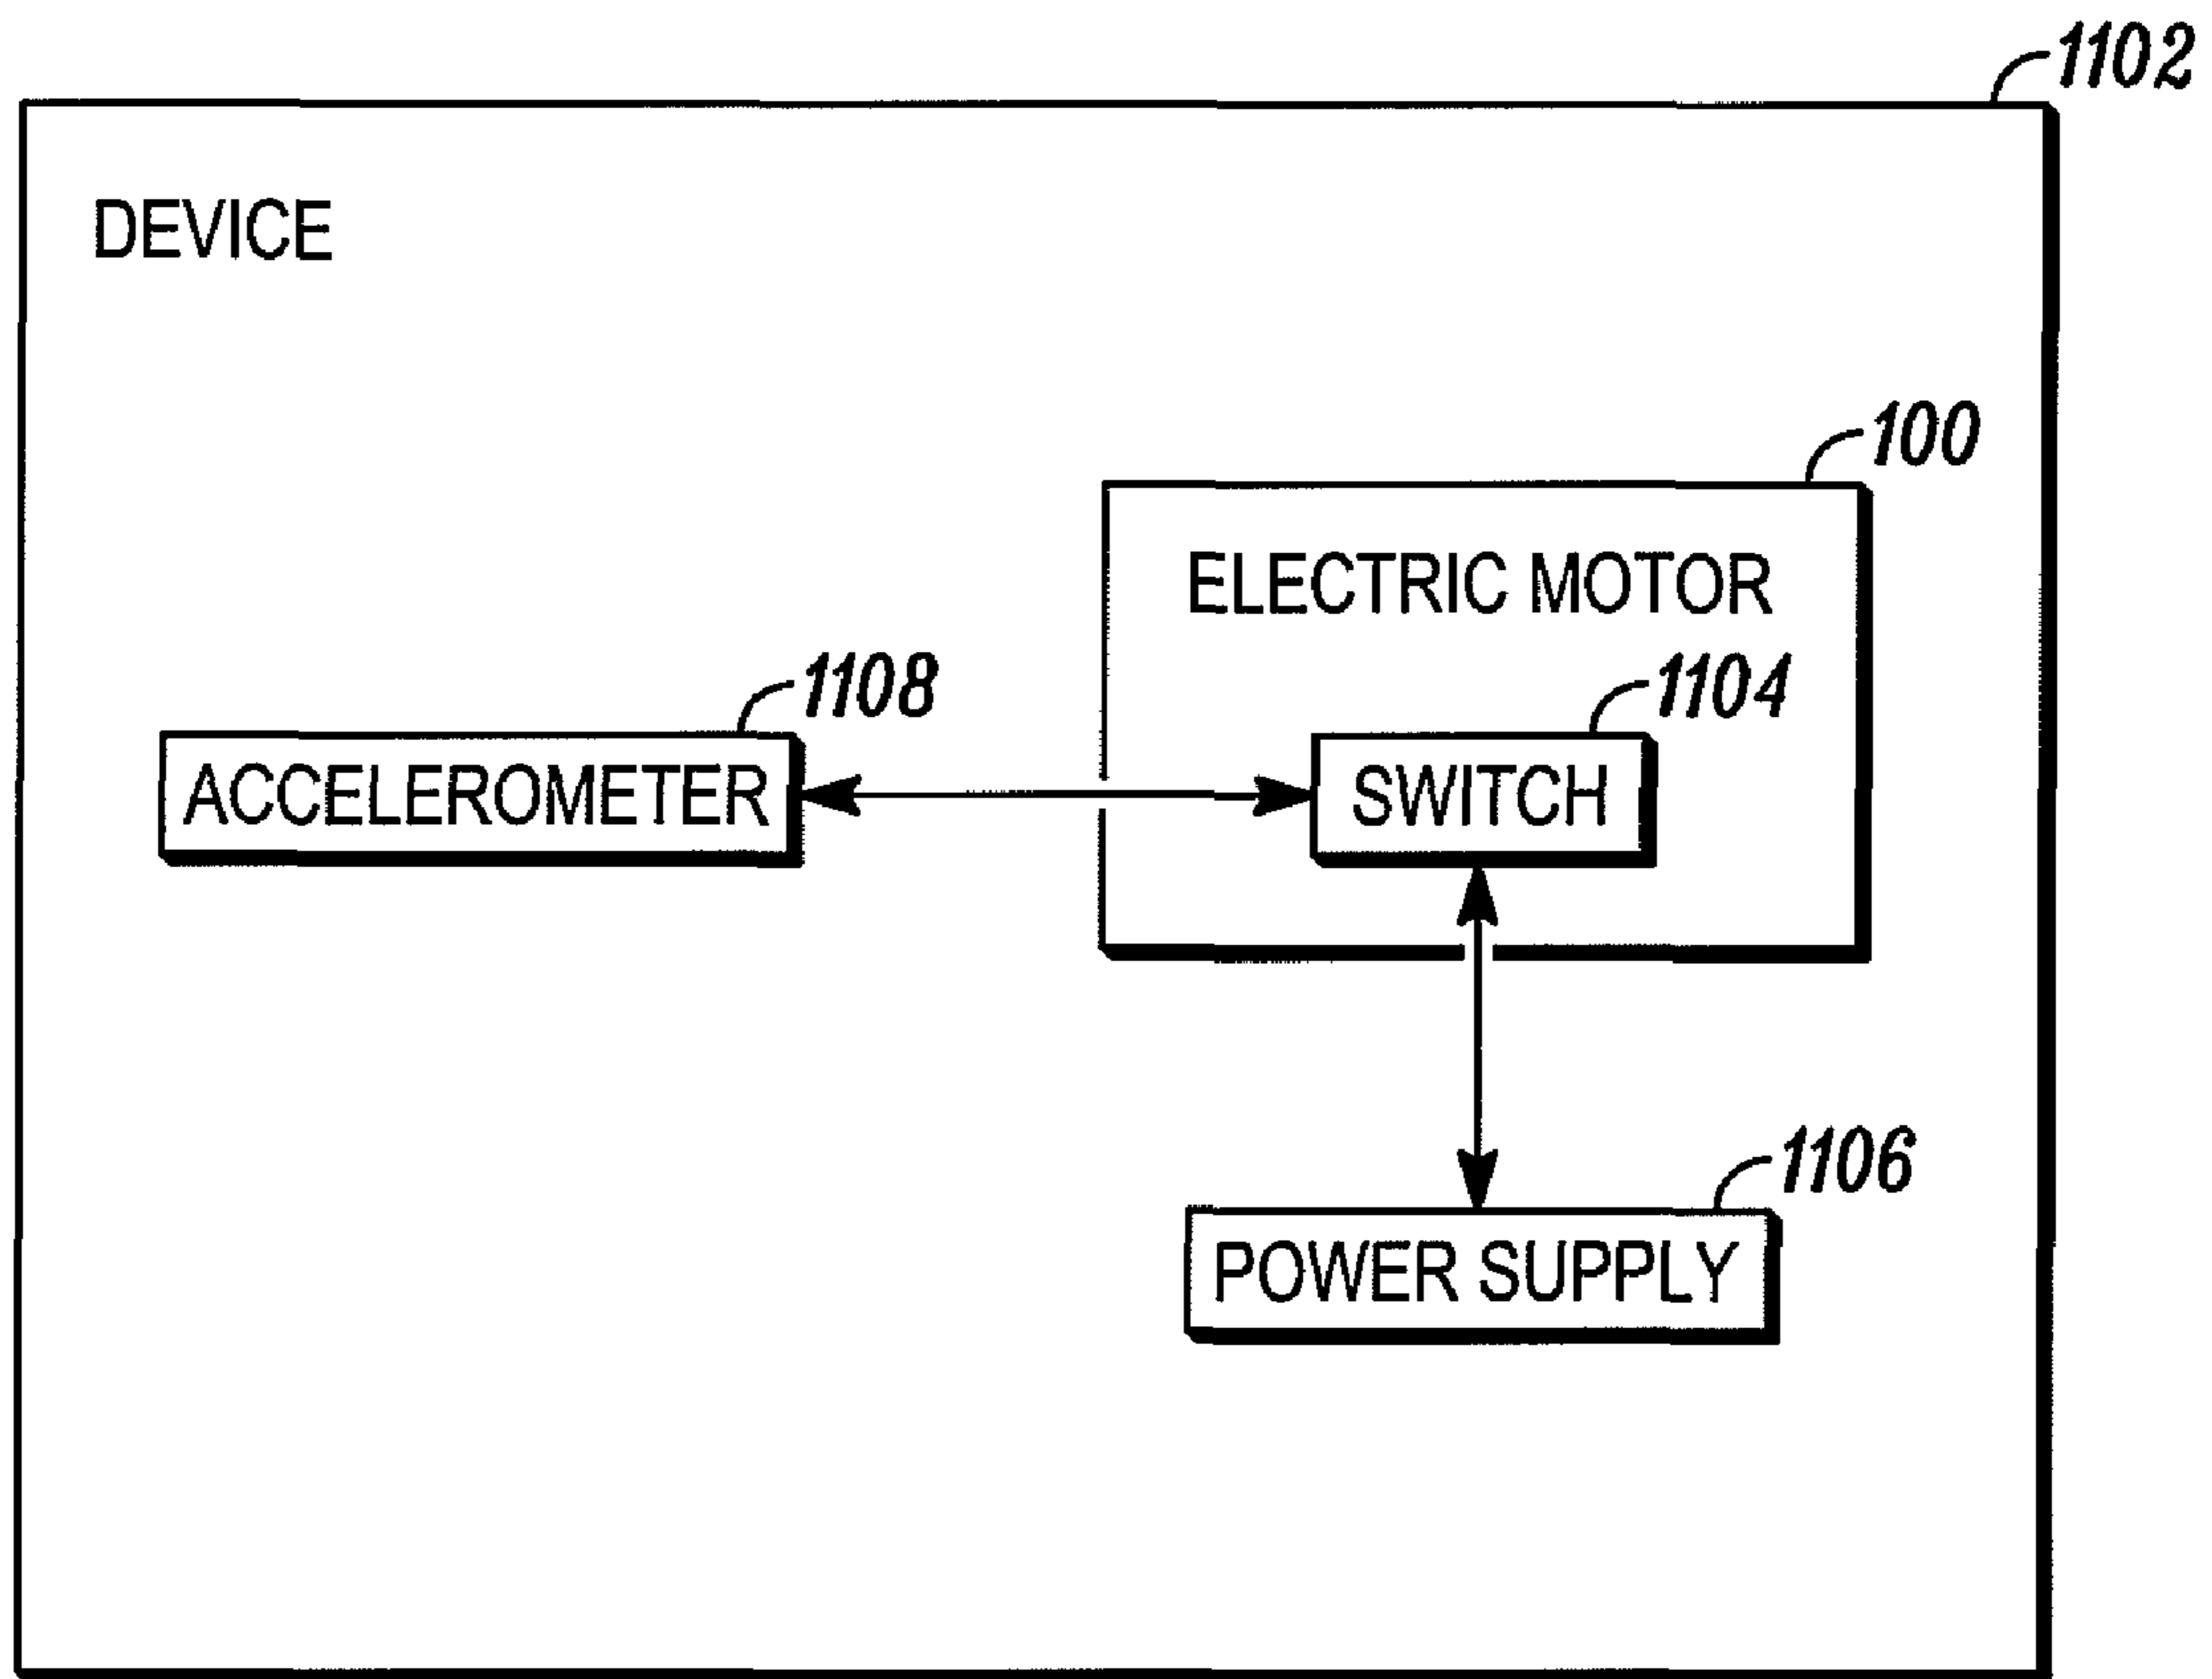 1102
DEVICE
100
ELECTRIC MOTOR
1108
1104
ACCELEROMETER
SWITCH
1106
POWER SUPPLY